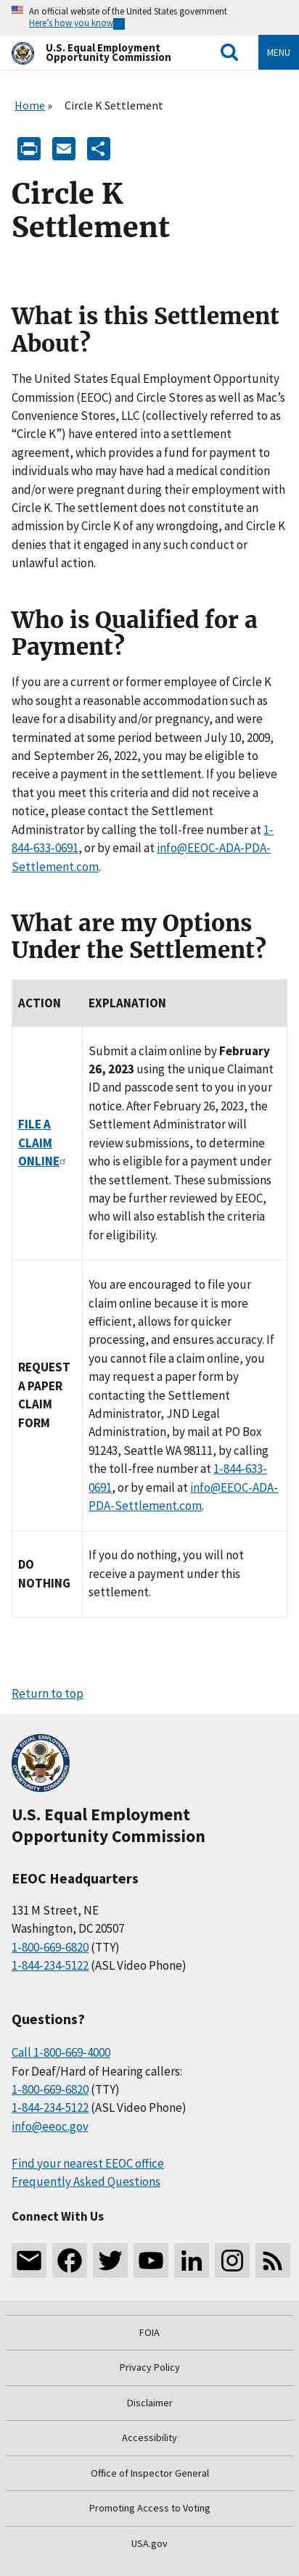 An official website of the United States government
Here's how you know
U.S. Equal Employment
Opportunity Commission
MENU
Home » Circle K Settlement
Circle K
Settlement
What is this Settlement
About?
The United States Equal Employment Opportunity
Commission (EEOC) and Circle Stores as well as Mac's
Convenience Stores, LLC (collectively referred to as
“Circle K”) have entered into a settlement
agreement, which provides a fund for payment to
individuals who may have had a medical condition
and/or were pregnant during their employment with
Circle K. The settlement does not constitute an
admission by Circle K of any wrongdoing, and Circle K
denies that it engaged in any such conduct or
unlawful action.
Who is Qualified for a
Payment?
If you are a current or former employee of Circle K
who sought a reasonable accommodation such as
leave for a disability and/or pregnancy, and were
terminated at some period between July 10, 2009,
and September 26, 2022, you may be eligible to
receive a payment in the settlement. If you believe
that you meet this criteria and did not receive a
notice, please contact the Settlement
Administrator by calling the toll-free number at 1-
844-633-0691, or by email at info@EEOC-ADA-PDA-
Settlement.com.
What are my Options
Under the Settlement?
ACTION EXPLANATION
FILE A
CLAIM
ONLINE
Submit a claim online by February
26, 2023 using the unique Claimant
ID and passcode sent to you in your
notice. After February 26, 2023, the
Settlement Administrator will
review submissions, to determine
who is eligible for a payment under
the settlement. These submissions
may be further reviewed by EEOC,
who will also establish the criteria
for eligibility.
REQUEST
A PAPER
CLAIM
FORM
You are encouraged to file your
claim online because it is more
efficient, allows for quicker
processing, and ensures accuracy. If
you cannot file a claim online, you
may request a paper form by
contacting the Settlement
Administrator, JND Legal
Administration, by mail at PO Box
91243, Seattle WA 98111, by calling
the toll-free number at 1-844-633-
0691, or by email at info@EEOC-ADA-
PDA-Settlement.com.
DO
NOTHING
If you do nothing, you will not
receive a payment under this
settlement.
Return to top
U.S. Equal Employment
Opportunity Commission
EEOC Headquarters
131 M Street, NE
Washington, DC 20507
1-800-669-6820 (TTY)
1-844-234-5122 (ASL Video Phone)
Questions?
Call 1-800-669-4000
For Deaf/Hard of Hearing callers:
1-800-669-6820 (TTY)
1-844-234-5122 (ASL Video Phone)
info@eeoc.gov
Find your nearest EEOC office
Frequently Asked Questions
Connect With Us
FOIA
Privacy Policy
Disclaimer
Accessibility
Office of Inspector General
Promoting Access to Voting
USA.gov